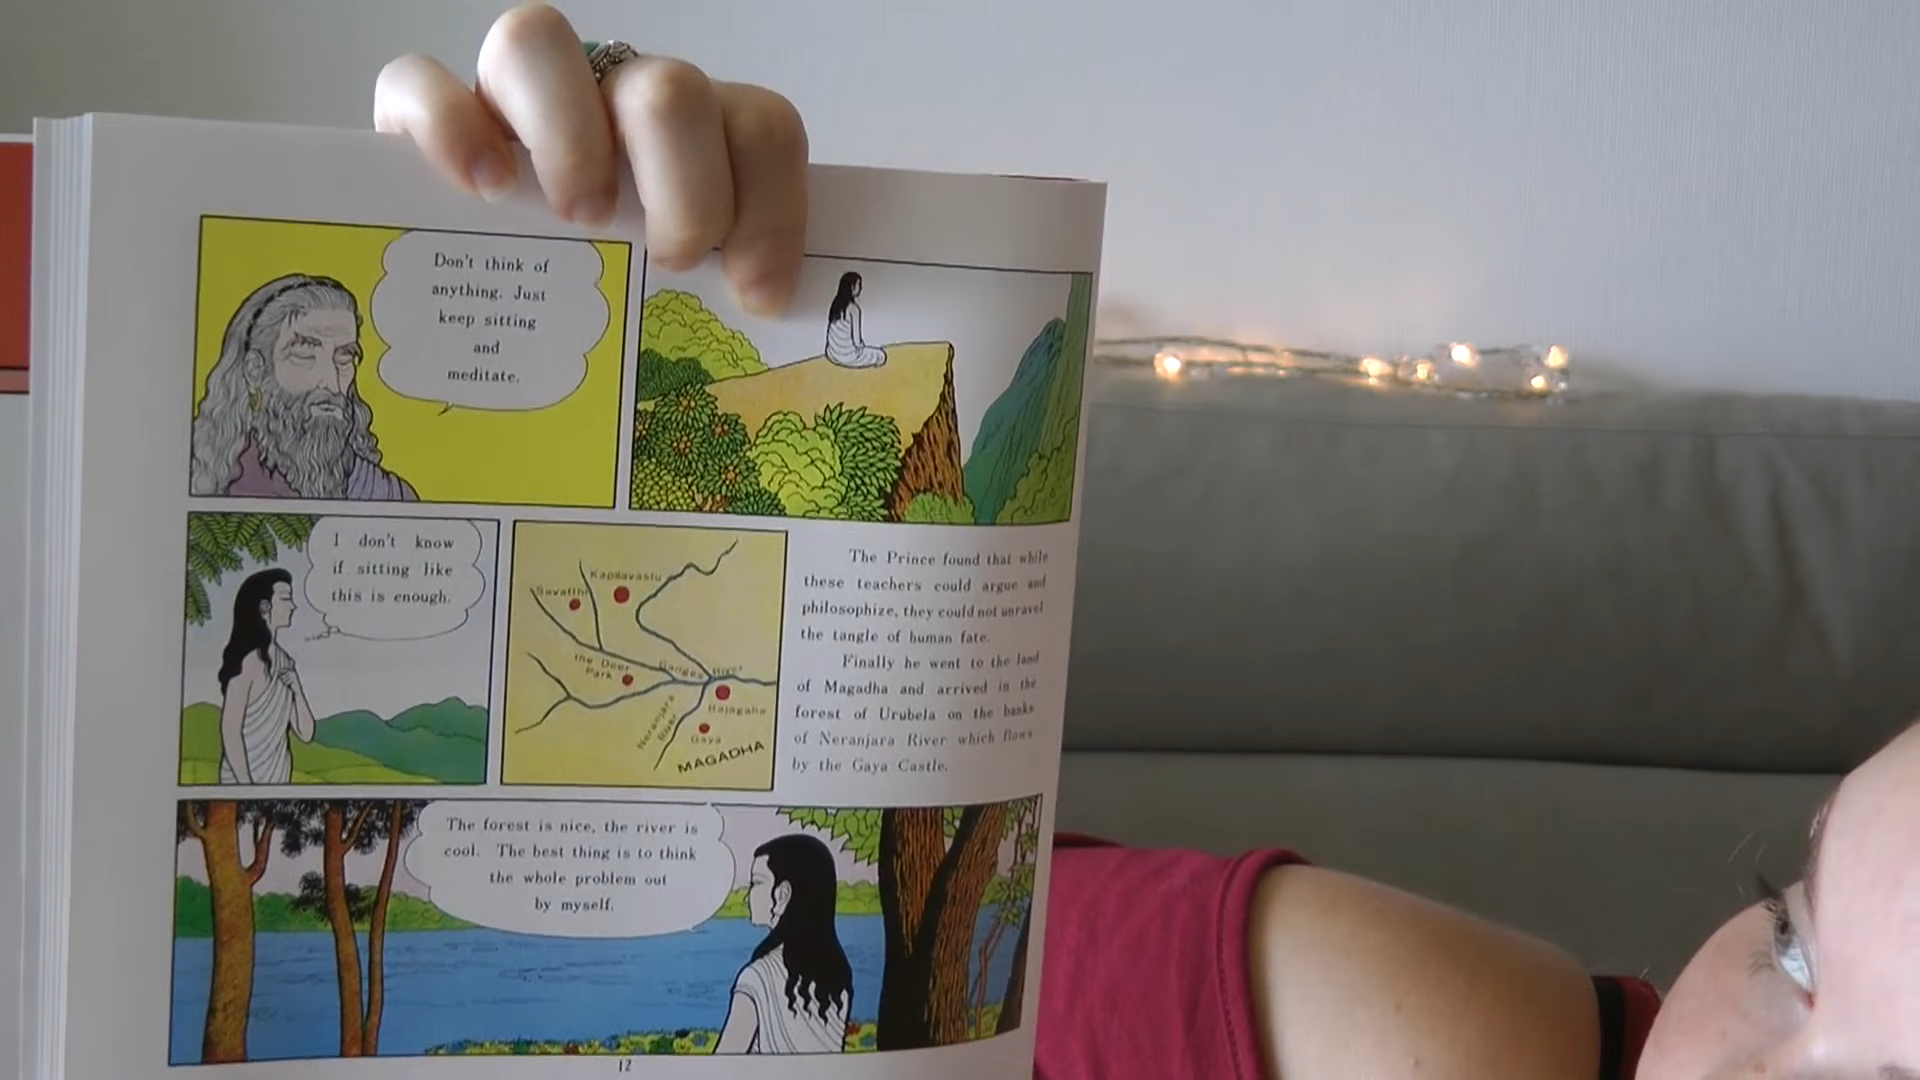 Don't think of
anything. Just
keep sitting
and
meditate.
I don't know
if sitting like
this is enough.
Savatthi
Kapilavastu
the Deer
Park
Ganges River
Neranjara
River
Rajagaha
Gaya
MAGADHA
The Prince found that while
these teachers could argue and
philosophize, they could not unravel
the tangle of human fate.
Finally he went to the land
of Magadha and arrived in the
forest of Urubela on the banks
of Neranjara River which flows
by the Gaya Castle.
The forest is nice, the river is
cool. The best thing is to think
the whole problem out
by myself.
12